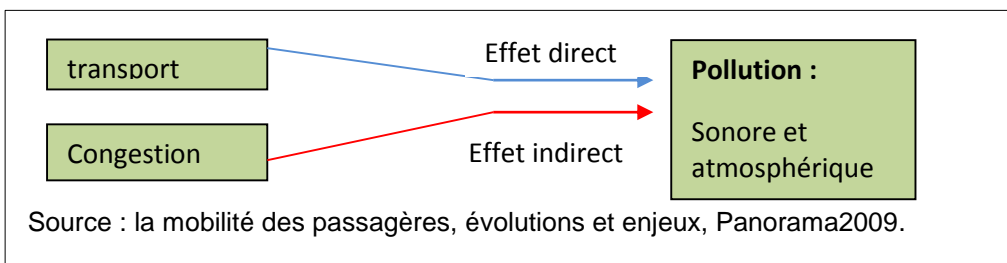 transport
Effet direct
Pollution :
Congestion
Effet indirect
Sonore et
atmosphérique
Source : la mobilité des passagères, évolutions et enjeux, Panorama2009.